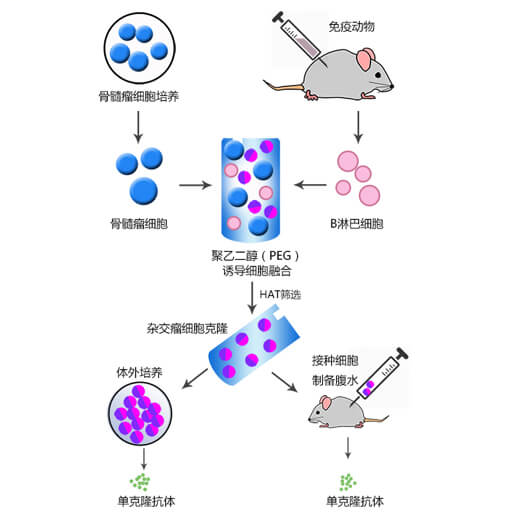 免疫动物
骨髓瘤细胞培养
骨髓瘤细胞
B淋巴细胞
聚乙二醇（PEG）
诱导细胞融合
HAT筛选
杂交瘤细胞克隆
体外培养
接种细胞
制备腹水
单克隆抗体
单克隆抗体